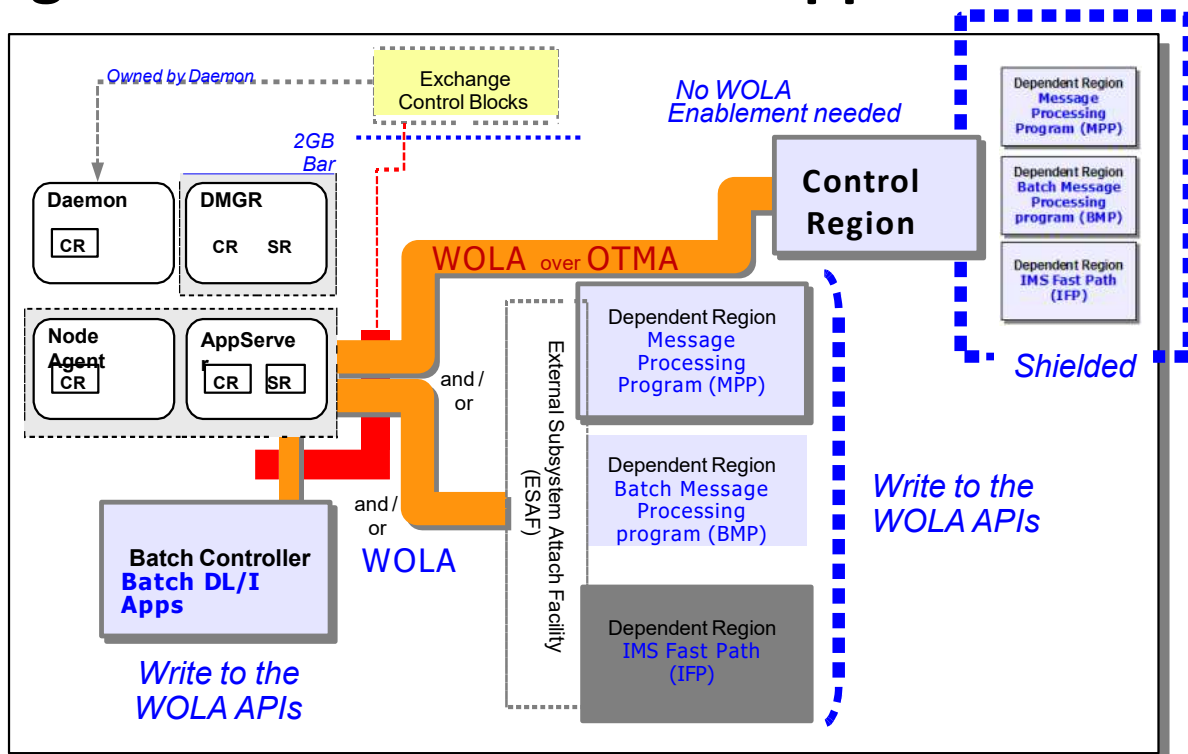 Owned by Daemon
Exchange
Control Blocks
No WOLA
Enablement needed
2GB
Bar
Daemon
CR
DMGR
CR SR
Node
Agent
CR
AppServe
r
CR SR
WOLA over OTMA
Control
Region
Dependent Region
Message
Processing
Program (MPP)
Dependent Region
Batch Message
Processing
program (BMP)
Dependent Region
IMS Fast Path
(IFP)
Shielded
and /
or
and /
or
WOLA
External Subsystem Attach Facility
(ESAF)
Dependent Region
Message
Processing
Program (MPP)
Dependent Region
Batch Message
Processing
program (BMP)
Dependent Region
IMS Fast Path
(IFP)
Write to the
WOLA APIs
Batch Controller
Batch DL/I
Apps
Write to the
WOLA APIs